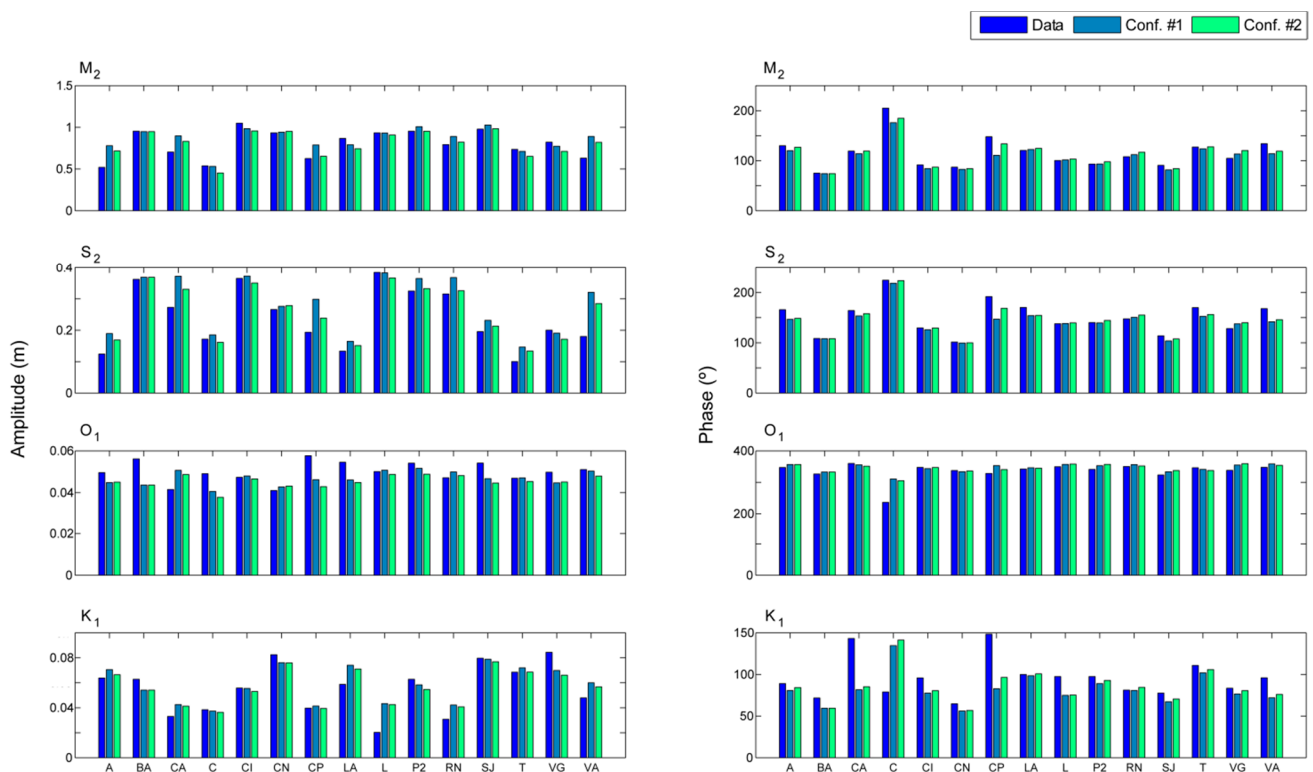 Data Conf. #1 Conf. #2
M2
1.5
1
0.5
0
S2
0.4
0.2
0
O1
0.06
0.04
0.02
0
K1
0.08
0.04
0
A BA CA C CI CN CP LA L P2 RN SJ T VG VA
Amplitude (m)
M2
200
100
0
S2
200
100
0
O1
400
200
0
K1
150
100
50
0
A BA CA C CI CN CP LA L P2 RN SJ T VG VA
Phase (º)